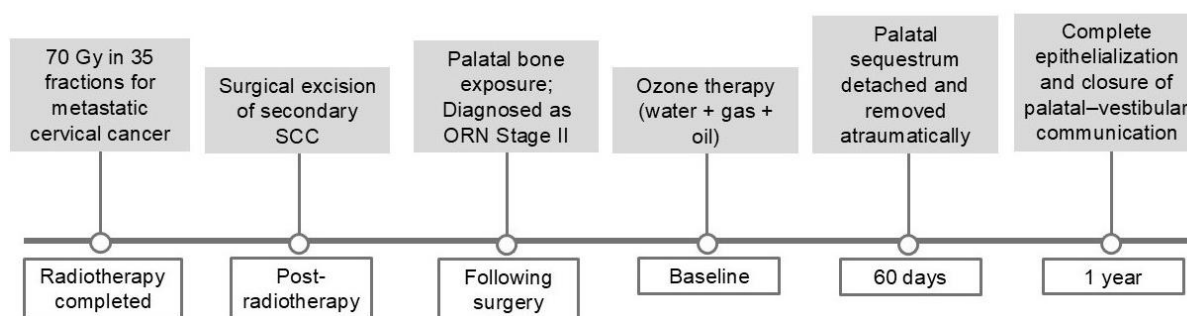 70 Gy in 35
fractions for
metastatic
cervical cancer
Surgical excision
of secondary
SCC
Palatal bone
exposure;
Diagnosed as
ORN Stage II
Ozone therapy
(water + gas +
oil)
Palatal
sequestrum
detached and
removed
atraumatically
Complete
epithelialization
and closure of
palatal–vestibular
communication
Radiotherapy
completed
Post-
radiotherapy
Following
surgery
Baseline
60 days
1 year